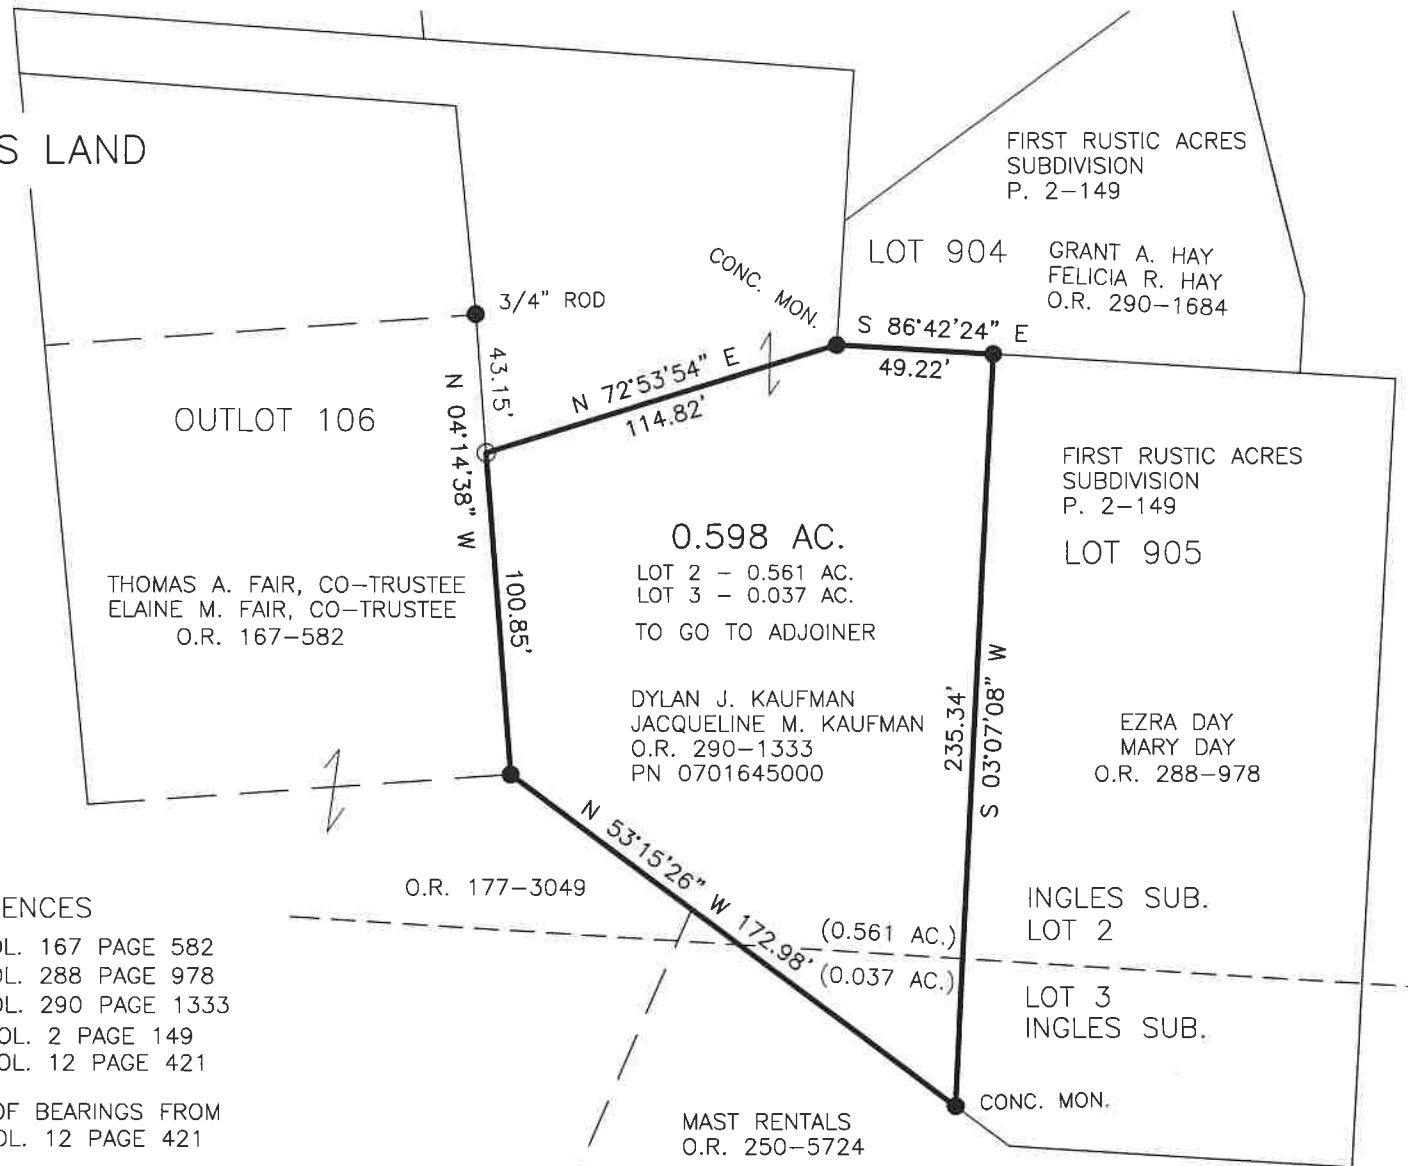 S LAND
FIRST RUSTIC ACRES
SUBDIVISION
P. 2-149
LOT 904
GRANT A. HAY
FELICIA R. HAY
O.R. 290-1684
CONC. MON.
3/4" ROD
S 86°42'24" E
49.22'
43.15'
N 04°14'38" W
N 72°53'54" E
114.82'
OUTLOT 106
FIRST RUSTIC ACRES
SUBDIVISION
P. 2-149
LOT 905
0.598 AC.
LOT 2 - 0.561 AC.
LOT 3 - 0.037 AC.
TO GO TO ADJOINER
THOMAS A. FAIR, CO-TRUSTEE
ELAINE M. FAIR, CO-TRUSTEE
O.R. 167-582
100.85'
DYLAN J. KAUFMAN
JACQUELINE M. KAUFMAN
O.R. 290-1333
PN 0701645000
235.34'
S 03°07'08" W
EZRA DAY
MARY DAY
O.R. 288-978
N 53°15'26" W 172.98'
O.R. 177-3049
(0.561 AC.)
(0.037 AC.)
INGLES SUB.
LOT 2
LOT 3
INGLES SUB.
ENCES
OL. 167 PAGE 582
OL. 288 PAGE 978
OL. 290 PAGE 1333
OL. 2 PAGE 149
OL. 12 PAGE 421
OF BEARINGS FROM
OL. 12 PAGE 421
CONC. MON.
MAST RENTALS
O.R. 250-5724